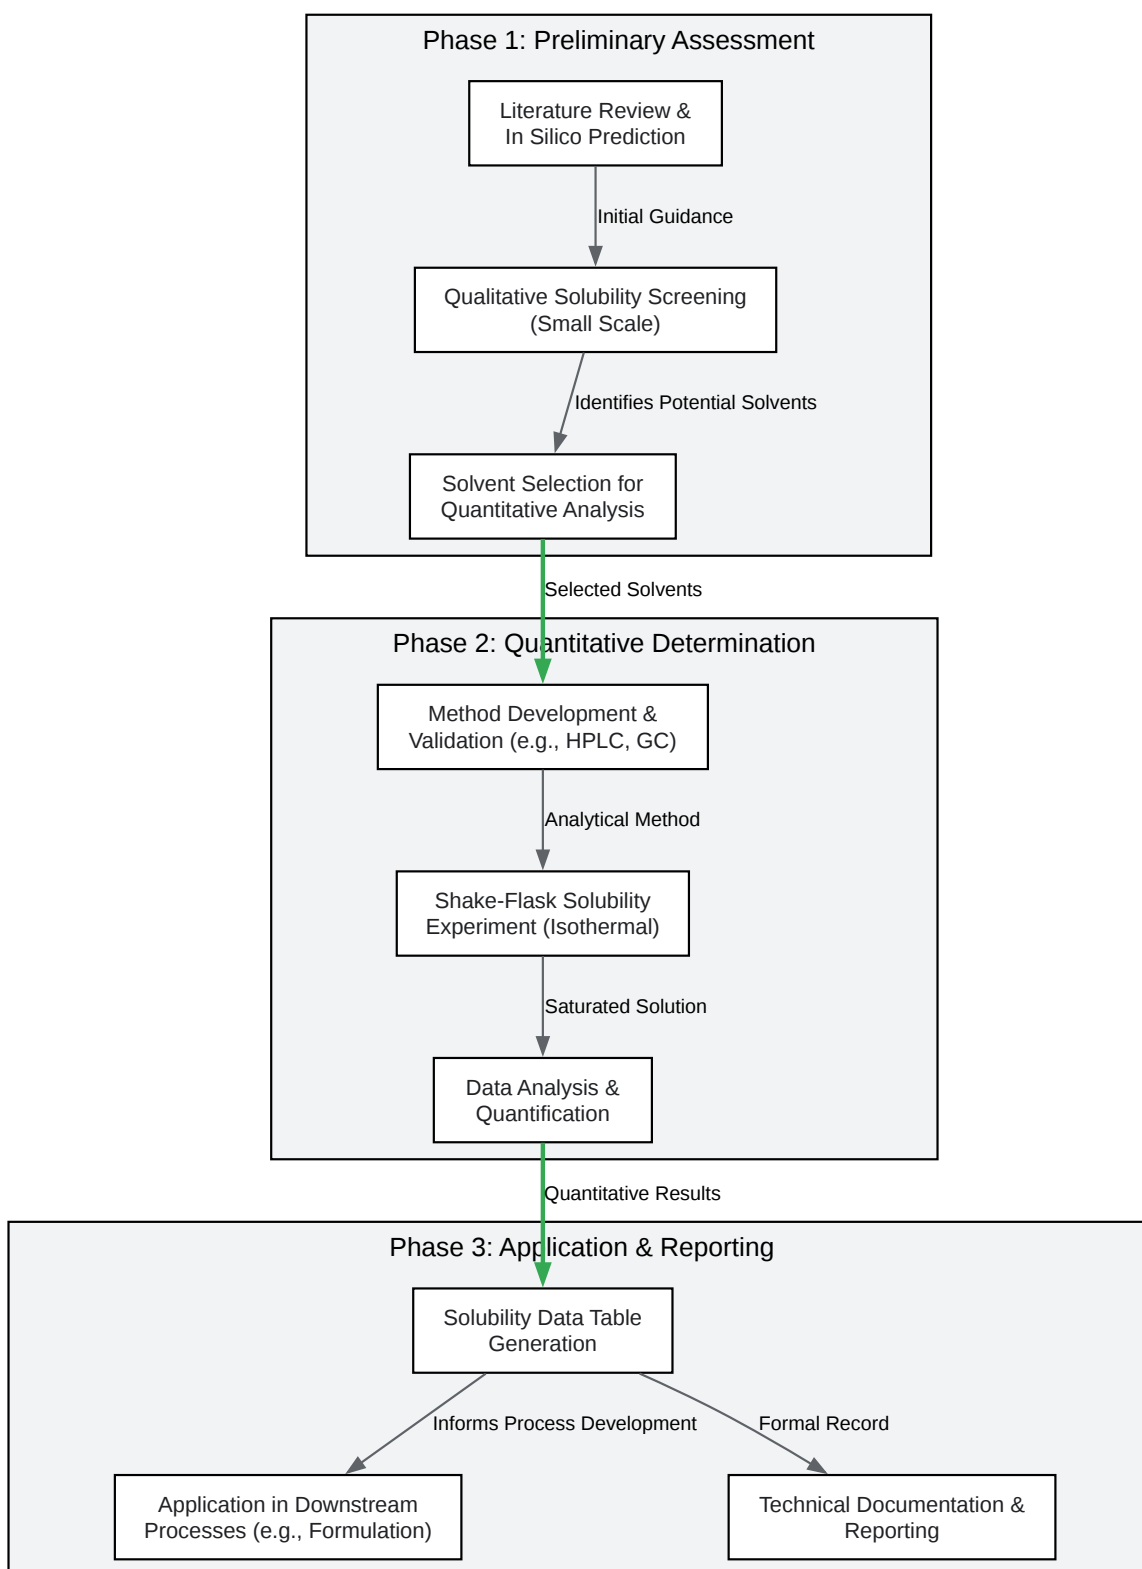 Phase 1: Preliminary Assessment
Literature Review &
In Silico Prediction
Initial Guidance
Qualitative Solubility Screening
(Small Scale)
Identifies Potential Solvents
Solvent Selection for
Quantitative Analysis
Selected Solvents
Phase 2: Quantitative Determination
Method Development &
Validation (e.g., HPLC, GC)
Analytical Method
Shake-Flask Solubility
Experiment (Isothermal)
Saturated Solution
Data Analysis &
Quantification
Quantitative Results
Phase 3: Application & Reporting
Solubility Data Table
Generation
Informs Process Development
Formal Record
Application in Downstream
Processes (e.g., Formulation)
Technical Documentation &
Reporting